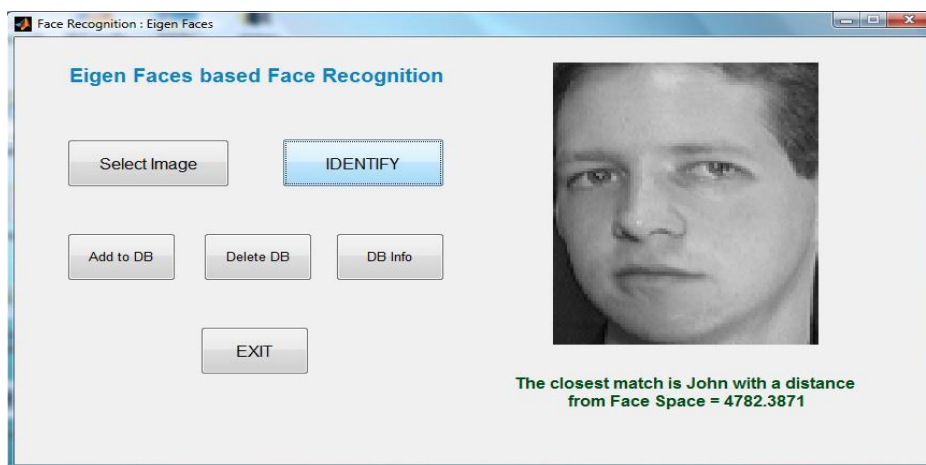 Face Recognition : Eigen Faces
Eigen Faces based Face Recognition
Select Image
IDENTIFY
Add to DB
Delete DB
DB Info
EXIT
The closest match is John with a distance
from Face Space = 4782.3871